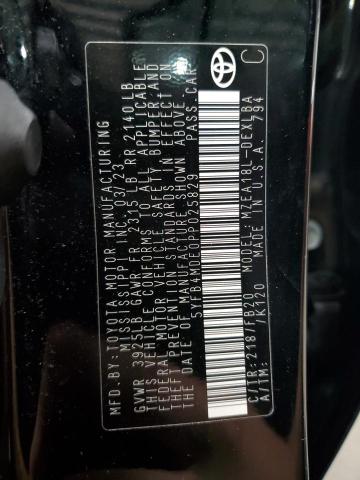 MFD. BY: TOYOTA MOTOR MANUFACTURING
MISSISSIPPI INC. 03/23
GVWR 3925LB GAWR FR 2315 LB RR 2140 LB
THIS VEHICLE CONFORMS TO ALL APPLICABLE
FEDERAL MOTOR VEHICLE SAFETY, BUMPER AND
THEFT PREVENTION STANDARDS IN EFFECT ON
THE DATE OF MANUFACTURE SHOWN ABOVE.
5YFB4MDE0PP025829 PASS.CAR
C/TR: 218/FB20 MODEL: MZEA18L-DEXLBA
A/TM: /K120 MADE IN U.S.A. 794
C